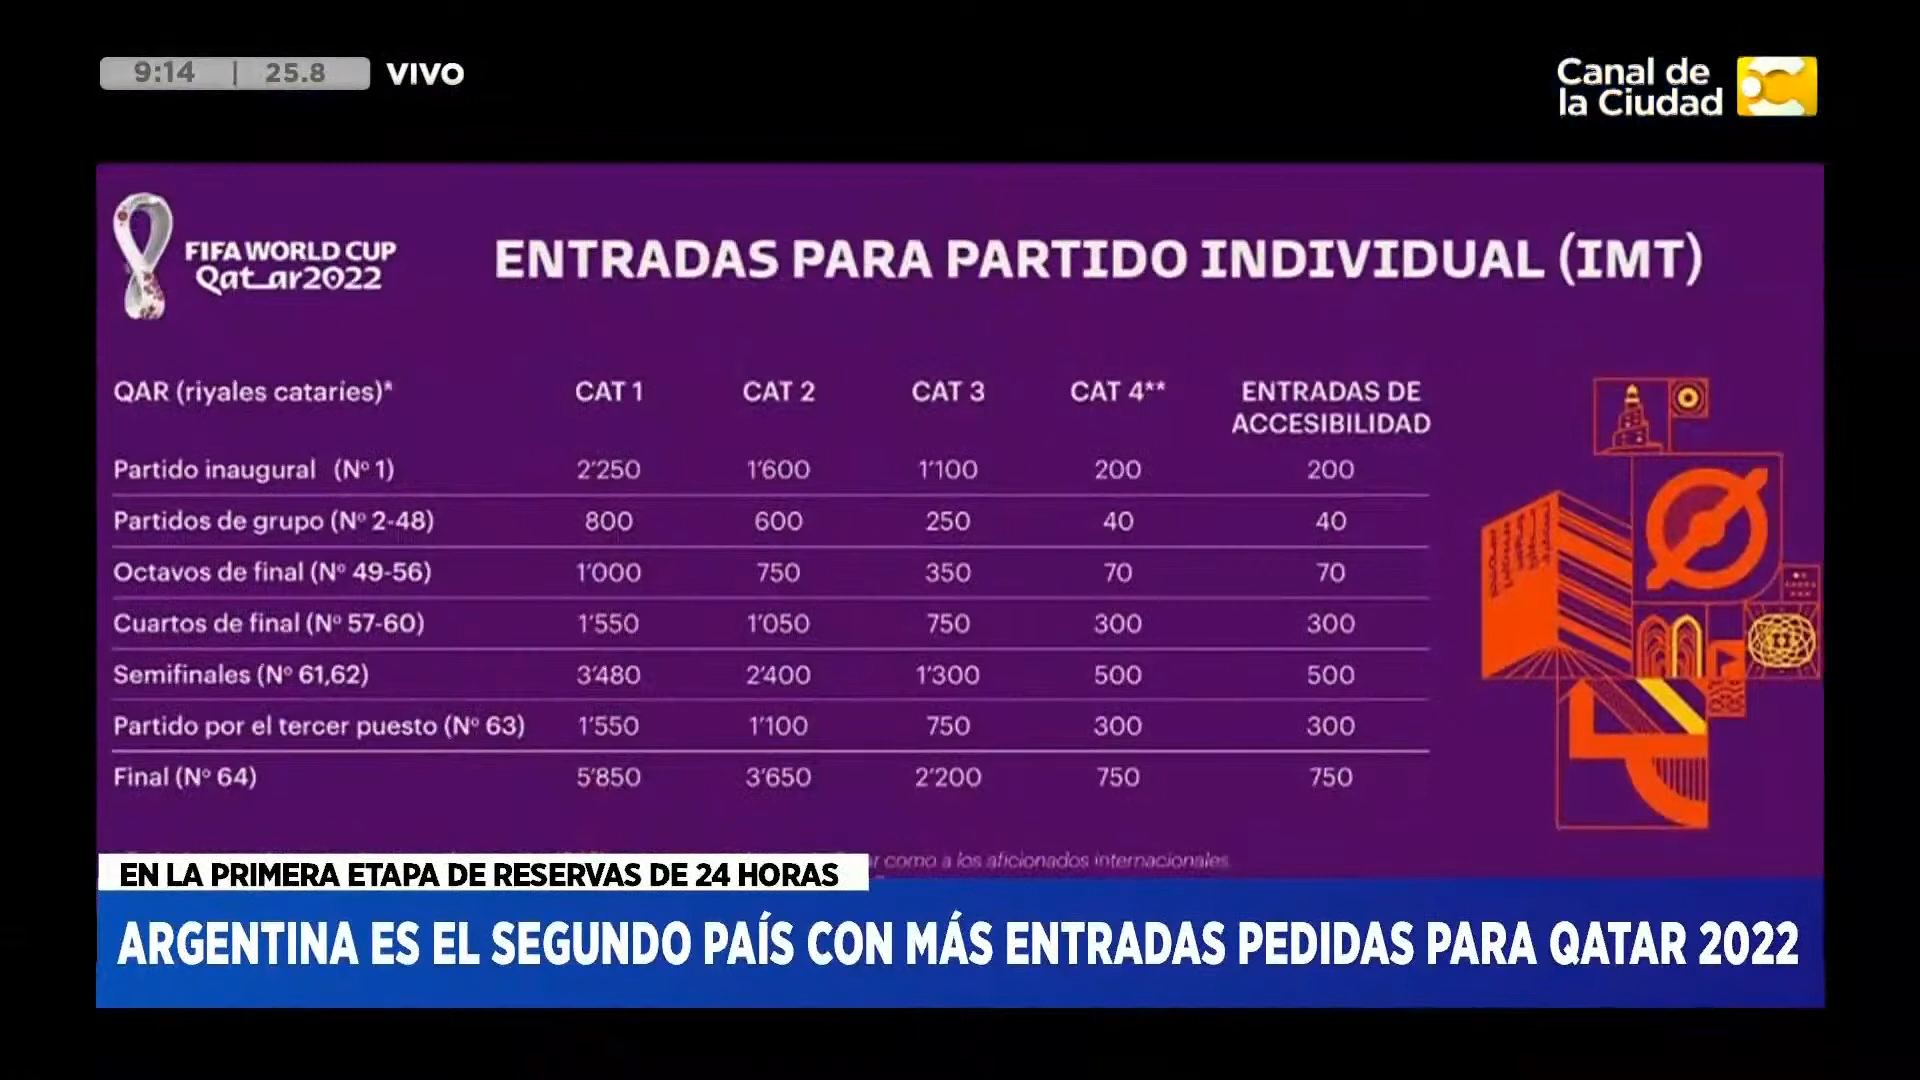 9:14 | 25.8 VIVO
Canal de
la Ciudad
FIFA WORLD CUP
Qatar2022
ENTRADAS PARA PARTIDO INDIVIDUAL (IMT)
QAR (riyales cataríes)* CAT 1 CAT 2 CAT 3 CAT 4** ENTRADAS DE
ACCESIBILIDAD
Partido inaugural (Nº 1) 2'250 1'600 1'100 200 200
Partidos de grupo (Nº 2-48) 800 600 250 40 40
Octavos de final (Nº 49-56) 1'000 750 350 70 70
Cuartos de final (Nº 57-60) 1'550 1'050 750 300 300
Semifinales (Nº 61,62) 3'480 2'400 1'300 500 500
Partido por el tercer puesto (Nº 63) 1'550 1'100 750 300 300
Final (Nº 64) 5'850 3'650 2'200 750 750
como a los aficionados internacionales.
EN LA PRIMERA ETAPA DE RESERVAS DE 24 HORAS
ARGENTINA ES EL SEGUNDO PAÍS CON MÁS ENTRADAS PEDIDAS PARA QATAR 2022